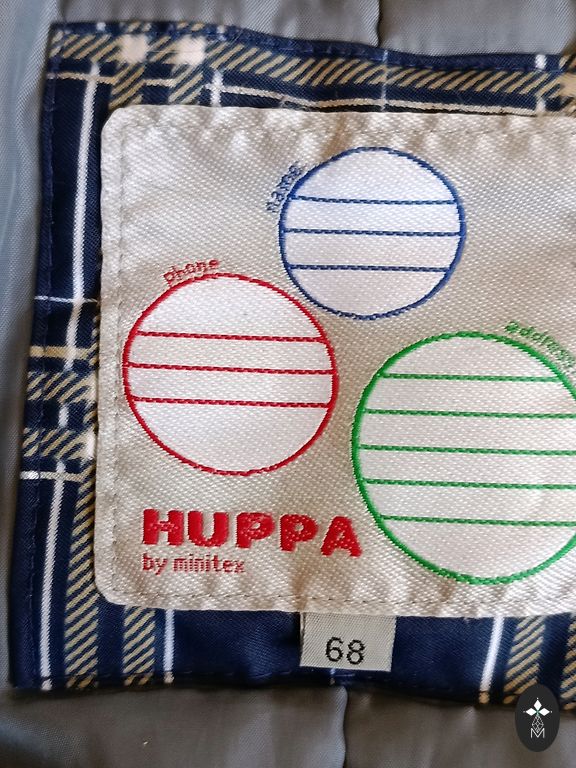 name
phone
address
HUPPA
by minitex
68
M